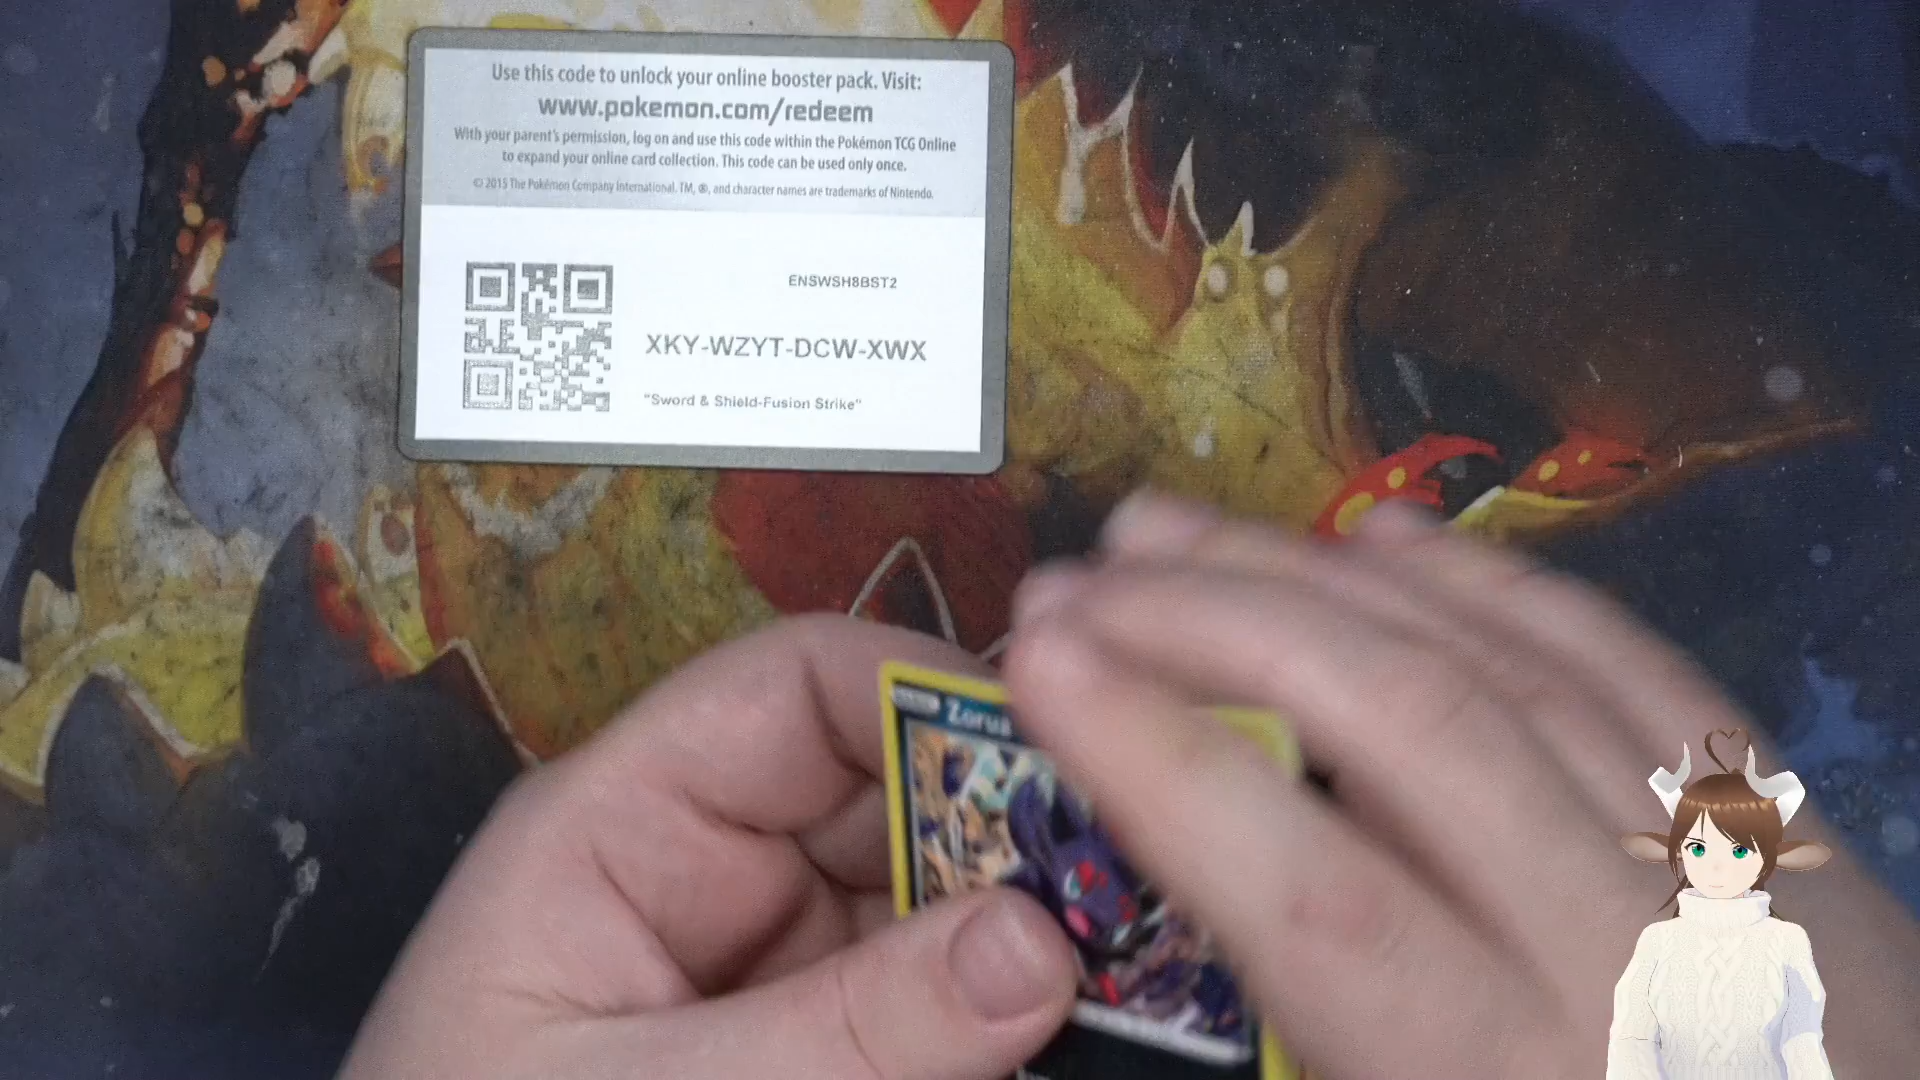 Use this code to unlock your online booster pack. Visit:
www.pokemon.com/redeem
With your parent's permission, log on and use this code within the Pokémon TCG Online
to expand your online card collection. This code can be used only once.
© 2015 The Pokémon Company International. TM, ®, and character names are trademarks of Nintendo.
ENSWSH8BST2
XKY-WZYT-DCW-XWX
"Sword & Shield-Fusion Strike"
Zorua